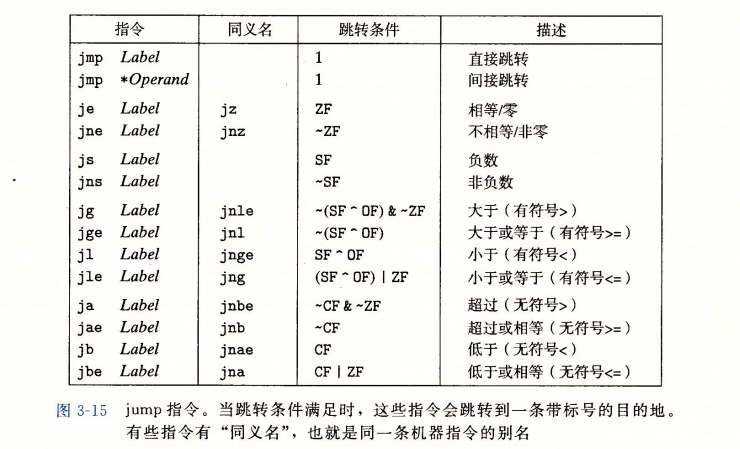 指令 同义名 跳转条件 描述
jmp Label 1 直接跳转
jmp *Operand 1 间接跳转
je Label jz ZF 相等/零
jne Label jnz ~ZF 不相等/非零
js Label SF 负数
jns Label ~SF 非负数
jg Label jnle ~(SF ^ OF) & ~ZF 大于（有符号>）
jge Label jnl ~(SF ^ OF) 大于或等于（有符号>=）
jl Label jnge SF ^ OF 小于（有符号<）
jle Label jng (SF ^ OF) | ZF 小于或等于（有符号<=）
ja Label jnbe ~CF & ~ZF 超过（无符号>）
jae Label jnb ~CF 超过或相等（无符号>=）
jb Label jnae CF 低于（无符号<）
jbe Label jna CF | ZF 低于或相等（无符号<=）
图 3-15 jump 指令。当跳转条件满足时，这些指令会跳转到一条带标号的目的地。
有些指令有“同义名”，也就是同一条机器指令的别名